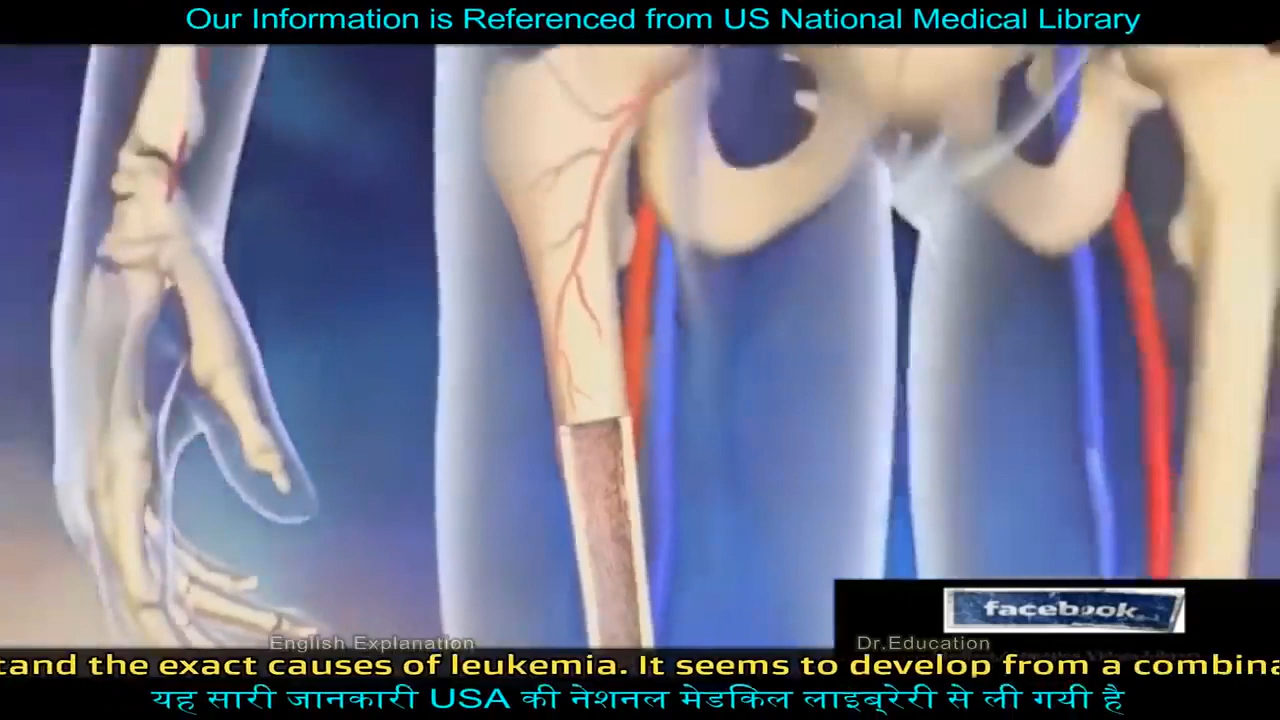 Our Information is Referenced from US National Medical Library
facebook
English Explanation
Dr.Education
tand the exact causes of leukemia. It seems to develop from a combina
यह सारी जानकारी USA की नेशनल मेडकिल लाइब्रेरी से ली गयी है